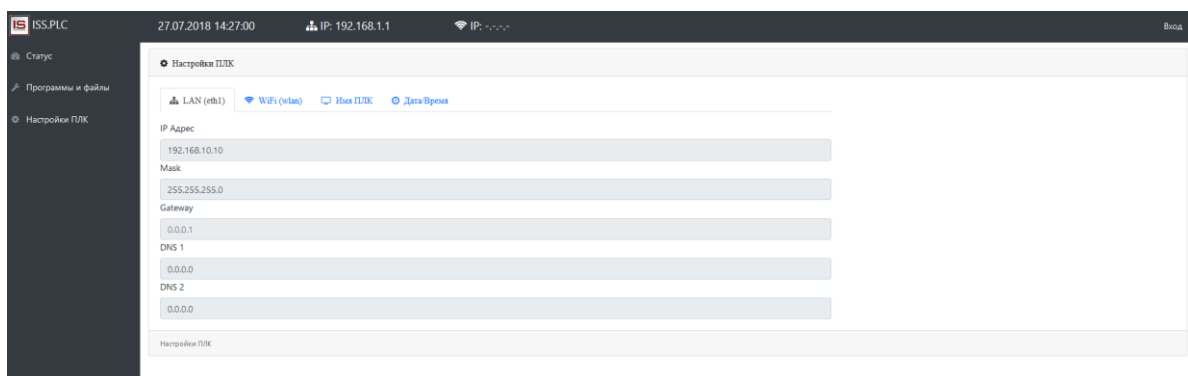 IS ISS.PLC 27.07.2018 14:27:00 IP: 192.168.1.1 IP: -.-.-.- Вход
Статус
Программы и файлы
Настройки ПЛК
Настройки ПЛК
LAN (eth1) WiFi (wlan) Имя ПЛК Дата/Время
IP Адрес
192.168.10.10
Mask
255.255.255.0
Gateway
0.0.0.1
DNS 1
0.0.0.0
DNS 2
0.0.0.0
Настройки ПЛК